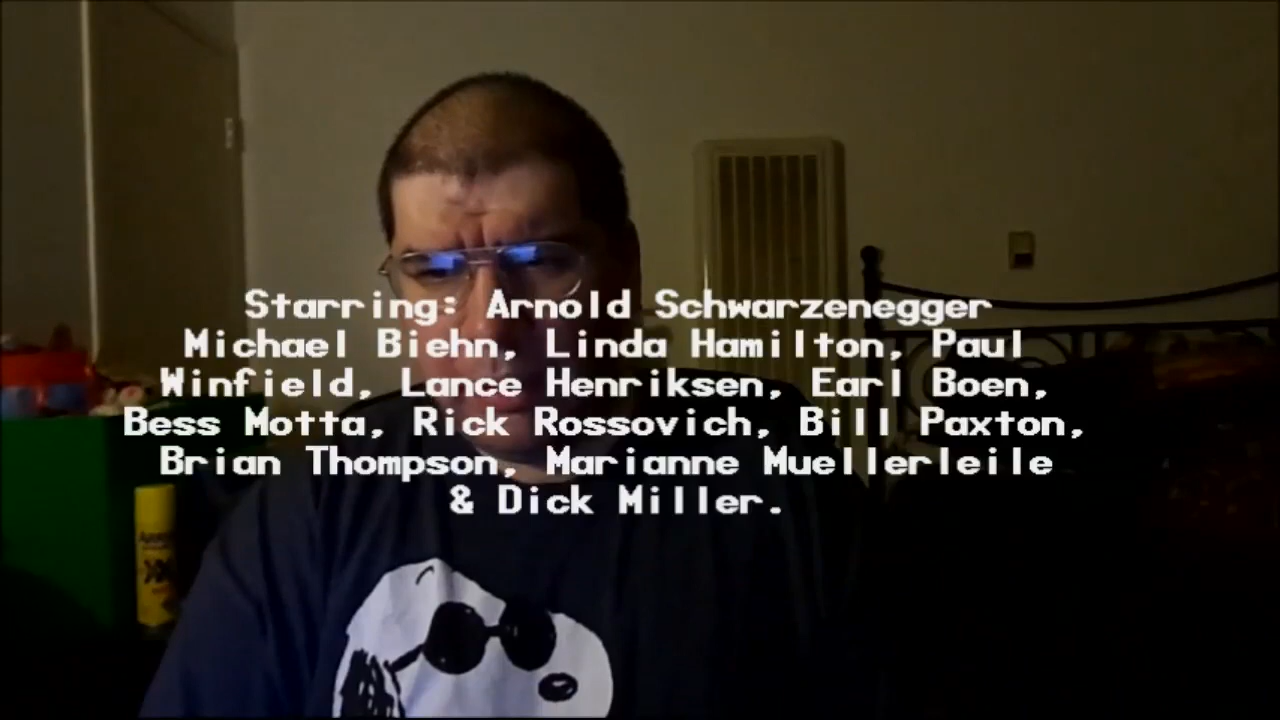 Starring: Arnold Schwarzenegger
Michael Biehn, Linda Hamilton, Paul
Winfield, Lance Henriksen, Earl Boen,
Bess Motta, Rick Rossovich, Bill Paxton,
Brian Thompson, Marianne Muellerleile
& Dick Miller.